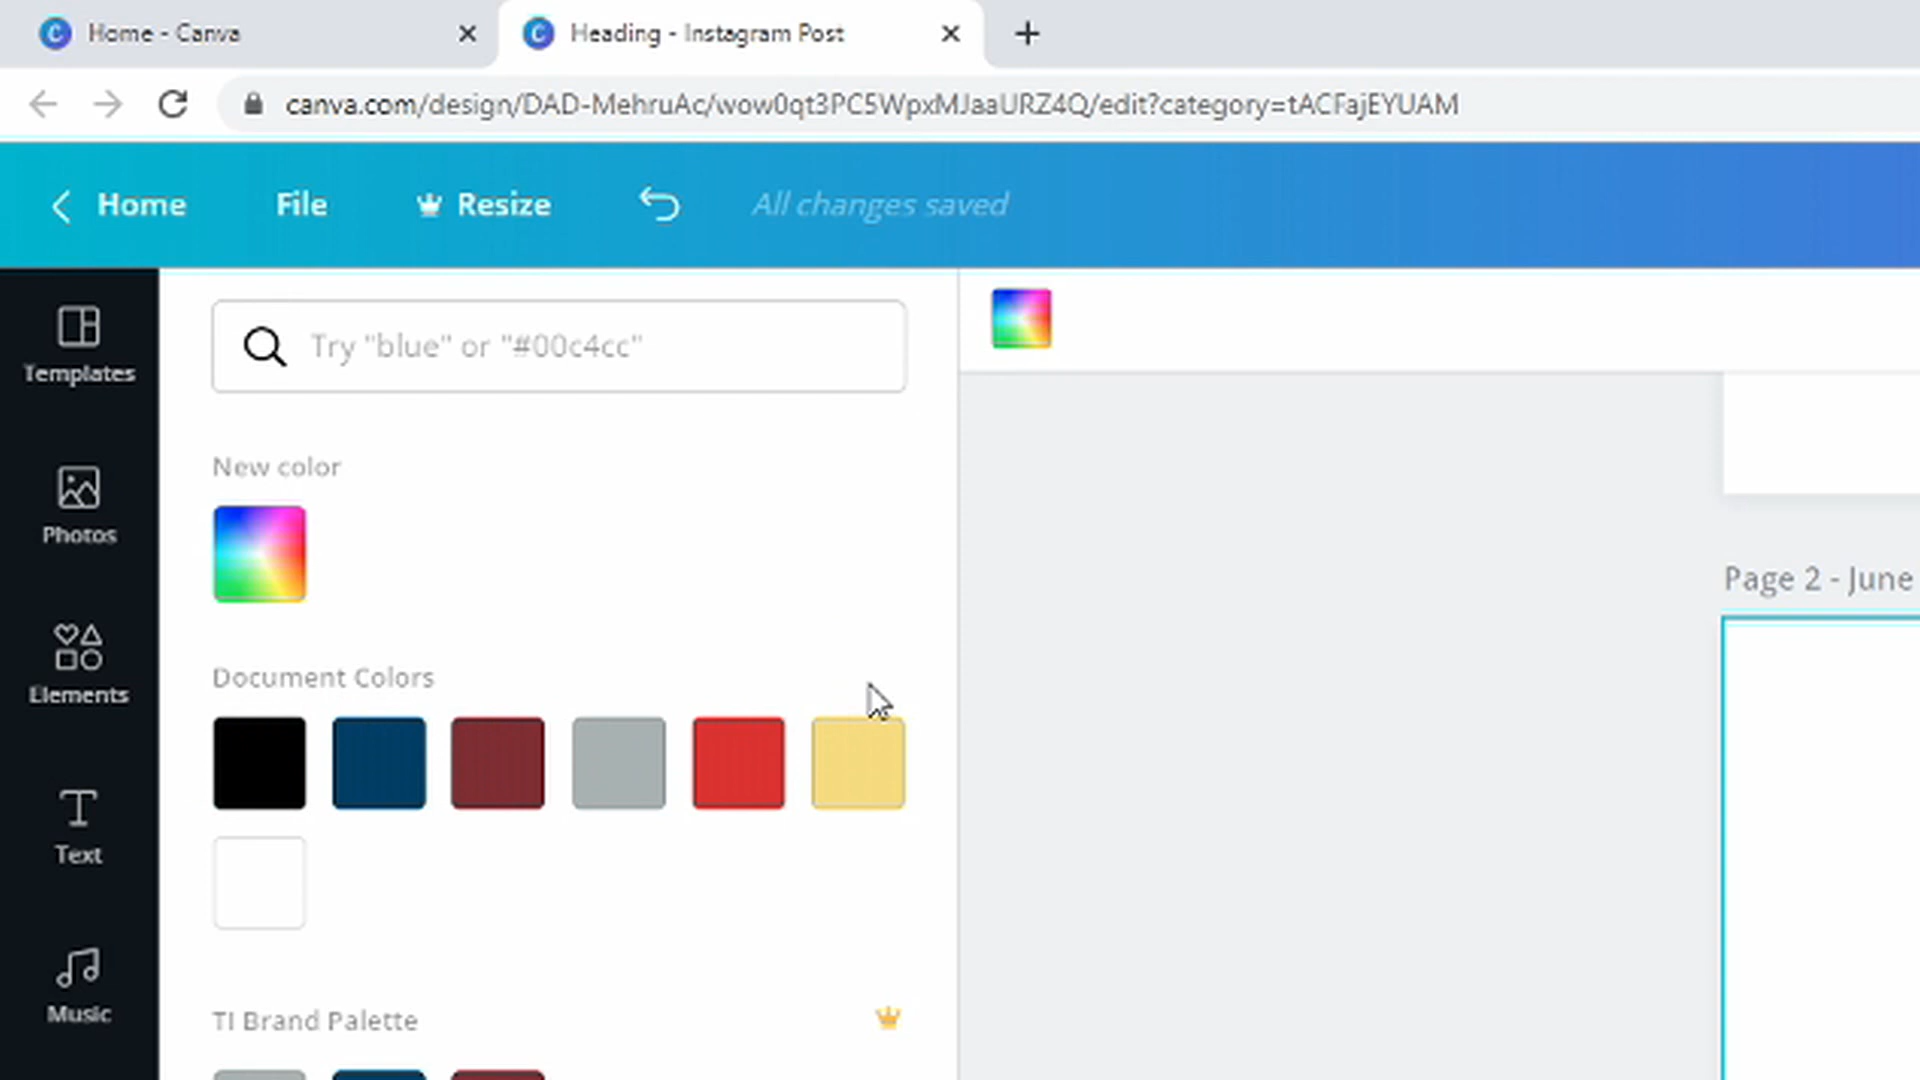 Home - Canva
Heading - Instagram Post
canva.com/design/DAD-MehruAc/wow0qt3PC5WpxMJaaURZ4Q/edit?category=tACFajEYUAM
Home
File
Resize
All changes saved
Templates
Photos
Elements
Text
Music
Try "blue" or "#00c4cc"
New color
Document Colors
TI Brand Palette
Page 2 - June